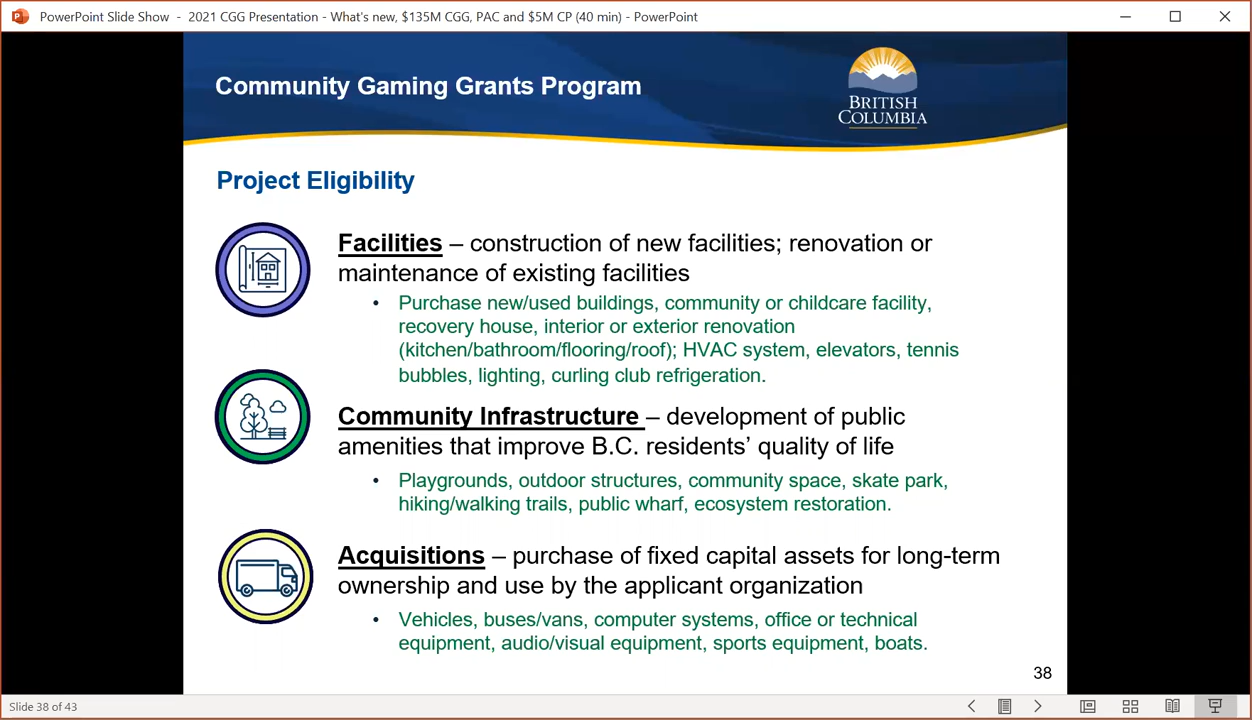 PowerPoint Slide Show - 2021 CGG Presentation - What's new, $135M CGG, PAC and $5M CP (40 min) - PowerPoint
Community Gaming Grants Program
BRITISH
COLUMBIA
Project Eligibility
Facilities – construction of new facilities; renovation or
maintenance of existing facilities
• Purchase new/used buildings, community or childcare facility,
recovery house, interior or exterior renovation
(kitchen/bathroom/flooring/roof); HVAC system, elevators, tennis
bubbles, lighting, curling club refrigeration.
Community Infrastructure – development of public
amenities that improve B.C. residents’ quality of life
• Playgrounds, outdoor structures, community space, skate park,
hiking/walking trails, public wharf, ecosystem restoration.
Acquisitions – purchase of fixed capital assets for long-term
ownership and use by the applicant organization
• Vehicles, buses/vans, computer systems, office or technical
equipment, audio/visual equipment, sports equipment, boats.
38
Slide 38 of 43